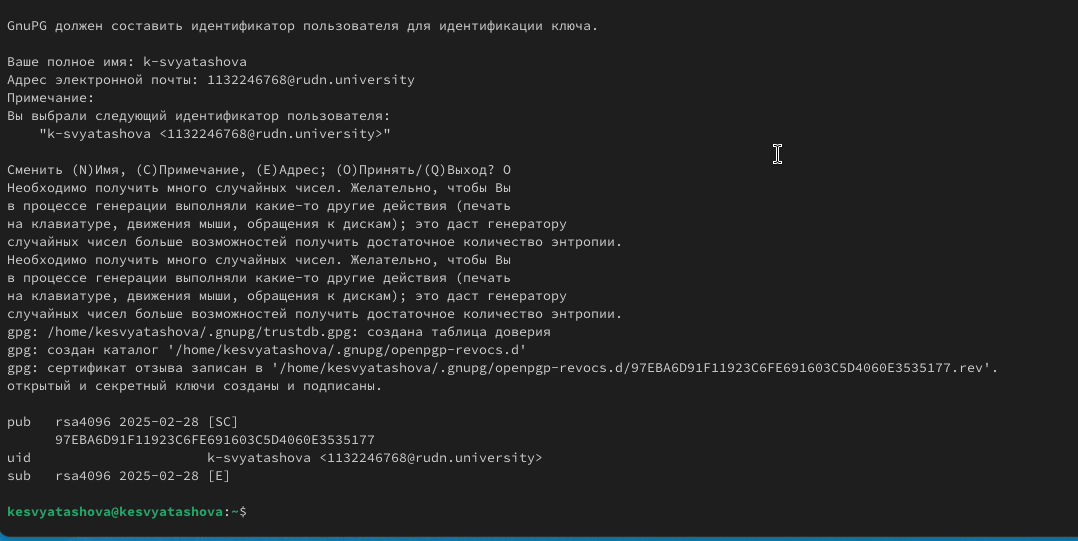 GnuPG должен составить идентификатор пользователя для идентификации ключа.
Ваше полное имя: k-svyatashova
Адрес электронной почты: 1132246768@rudn.university
Примечание:
Вы выбрали следующий идентификатор пользователя:
"k-svyatashova <1132246768@rudn.university>"
Сменить (N)Имя, (C)Примечание, (E)Адрес; (O)Принять/(Q)Выход? O
Необходимо получить много случайных чисел. Желательно, чтобы Вы
в процессе генерации выполняли какие-то другие действия (печать
на клавиатуре, движения мыши, обращения к дискам); это даст генератору
случайных чисел больше возможностей получить достаточное количество энтропии.
Необходимо получить много случайных чисел. Желательно, чтобы Вы
в процессе генерации выполняли какие-то другие действия (печать
на клавиатуре, движения мыши, обращения к дискам); это даст генератору
случайных чисел больше возможностей получить достаточное количество энтропии.
gpg: /home/kesvyatashova/.gnupg/trustdb.gpg: создана таблица доверия
gpg: создан каталог '/home/kesvyatashova/.gnupg/openpgp-revocs.d'
gpg: сертификат отзыва записан в '/home/kesvyatashova/.gnupg/openpgp-revocs.d/97EBA6D91F11923C6FE691603C5D4060E3535177.rev'.
открытый и секретный ключи созданы и подписаны.
pub   rsa4096 2025-02-28 [SC]
97EBA6D91F11923C6FE691603C5D4060E3535177
uid                      k-svyatashova <1132246768@rudn.university>
sub   rsa4096 2025-02-28 [E]
kesvyatashova@kesvyatashova:~$